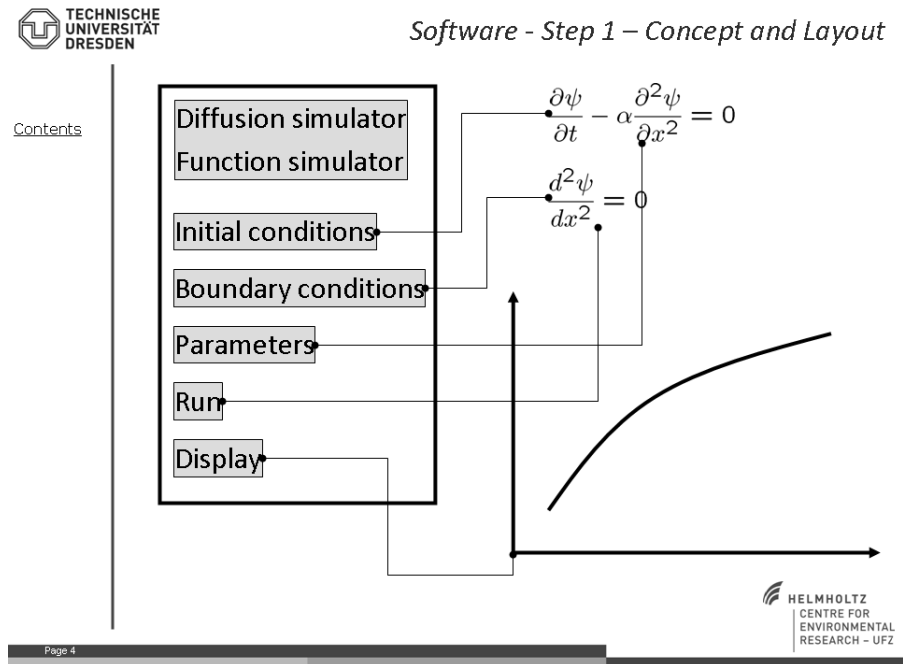 TECHNISCHE
UNIVERSITÄT
DRESDEN
Software - Step 1 – Concept and Layout
Contents
Diffusion simulator
Function simulator
Initial conditions
Boundary conditions
Parameters
Run
Display
∂ψ/∂t − α ∂²ψ/∂x² = 0
d²ψ/dx² = 0
HELMHOLTZ
CENTRE FOR
ENVIRONMENTAL
RESEARCH – UFZ
Page 4